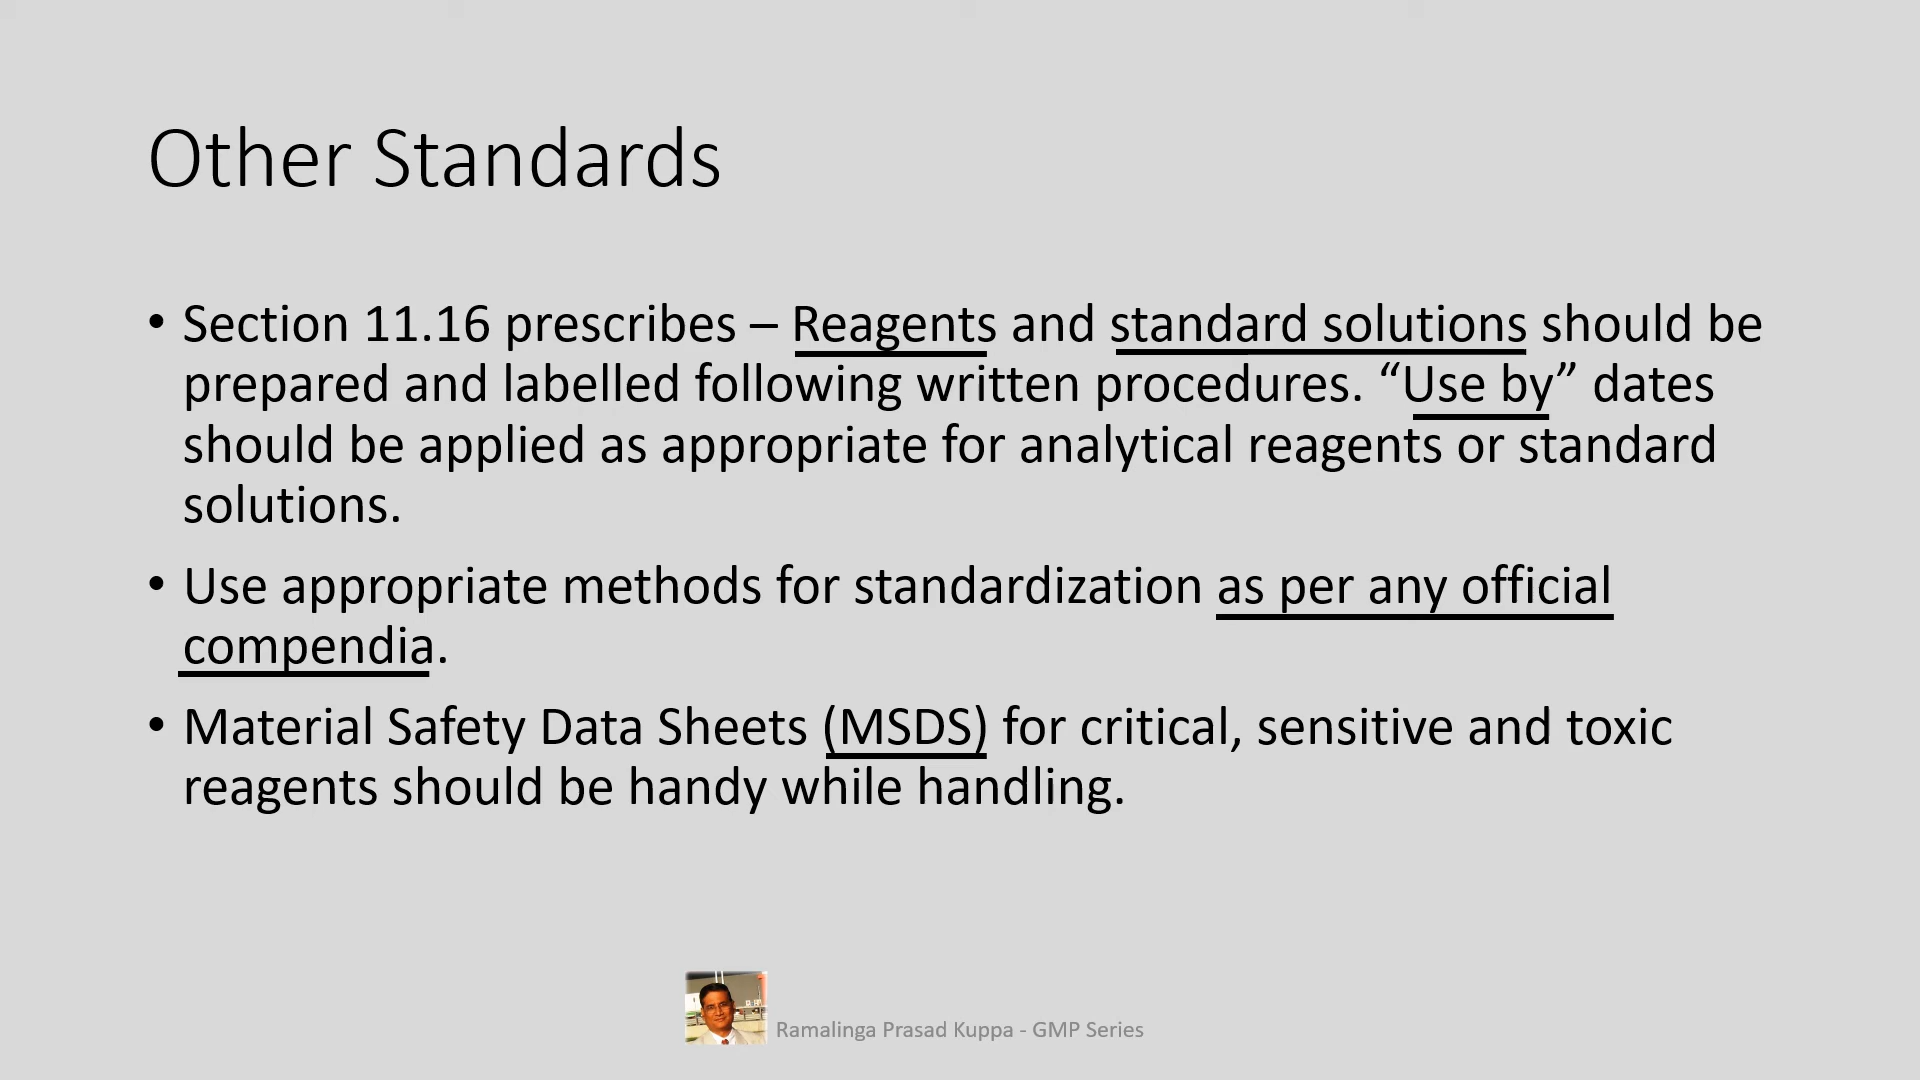 Other Standards
• Section 11.16 prescribes – Reagents and standard solutions should be
prepared and labelled following written procedures. “Use by” dates
should be applied as appropriate for analytical reagents or standard
solutions.
• Use appropriate methods for standardization as per any official
compendia.
• Material Safety Data Sheets (MSDS) for critical, sensitive and toxic
reagents should be handy while handling.
Ramalinga Prasad Kuppa - GMP Series